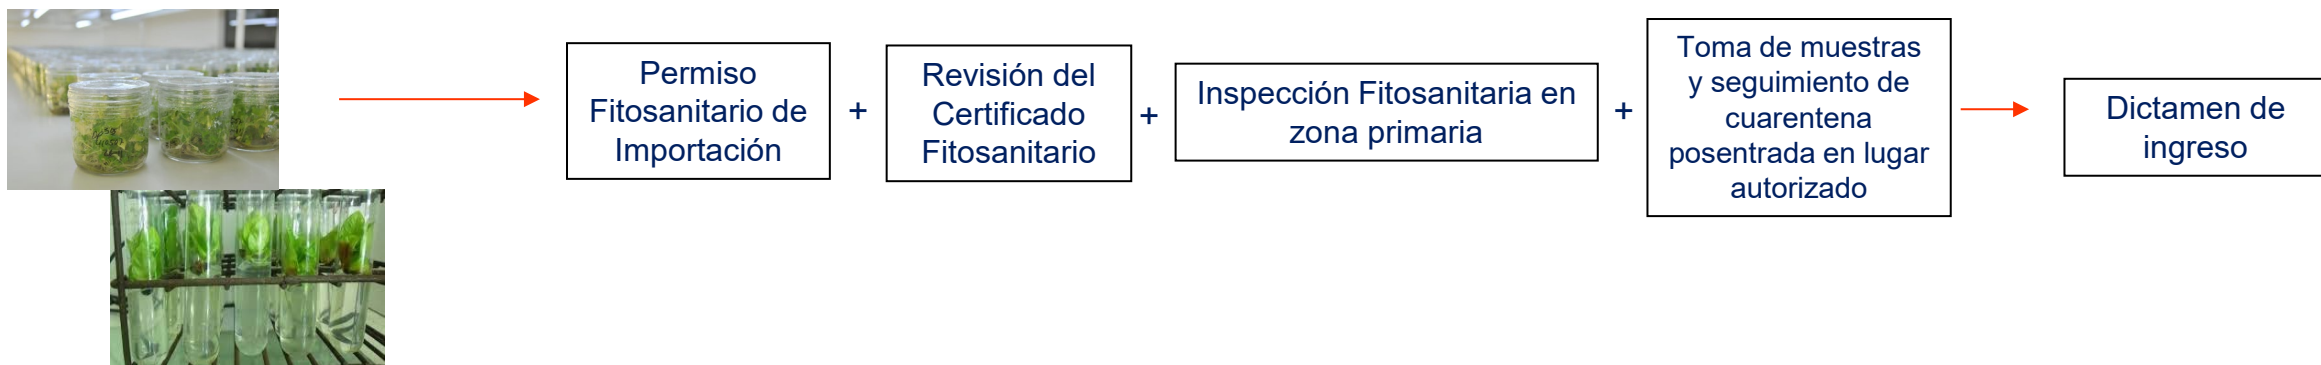 Permiso
Fitosanitario de
Importación
+
Revisión del
Certificado
Fitosanitario
+
Inspección Fitosanitaria en
zona primaria
+
Toma de muestras
y seguimiento de
cuarentena
posentrada en lugar
autorizado
Dictamen de
ingreso